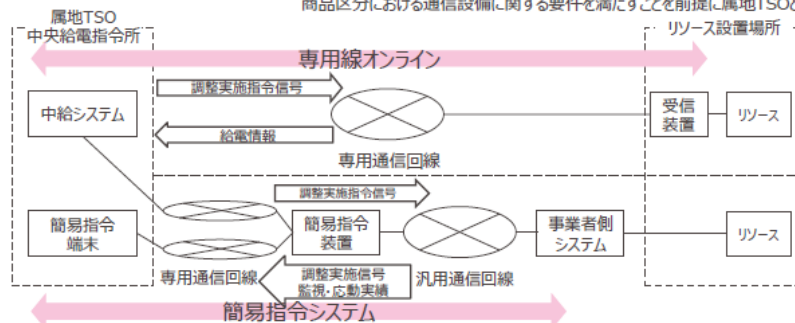 商品区分における通信設備に関する要件を満たすことを前提に属地TSOと
属地TSO
中央給電指令所
リソース設置場所
専用線オンライン
調整実施指令信号
中給システム
受信
装置
リソース
給電情報
専用通信回線
調整実施指令信号
簡易指令
端末
簡易指令
装置
事業者側
システム
リソース
専用通信回線
調整実施信号
監視・応動実績
汎用通信回線
簡易指令システム